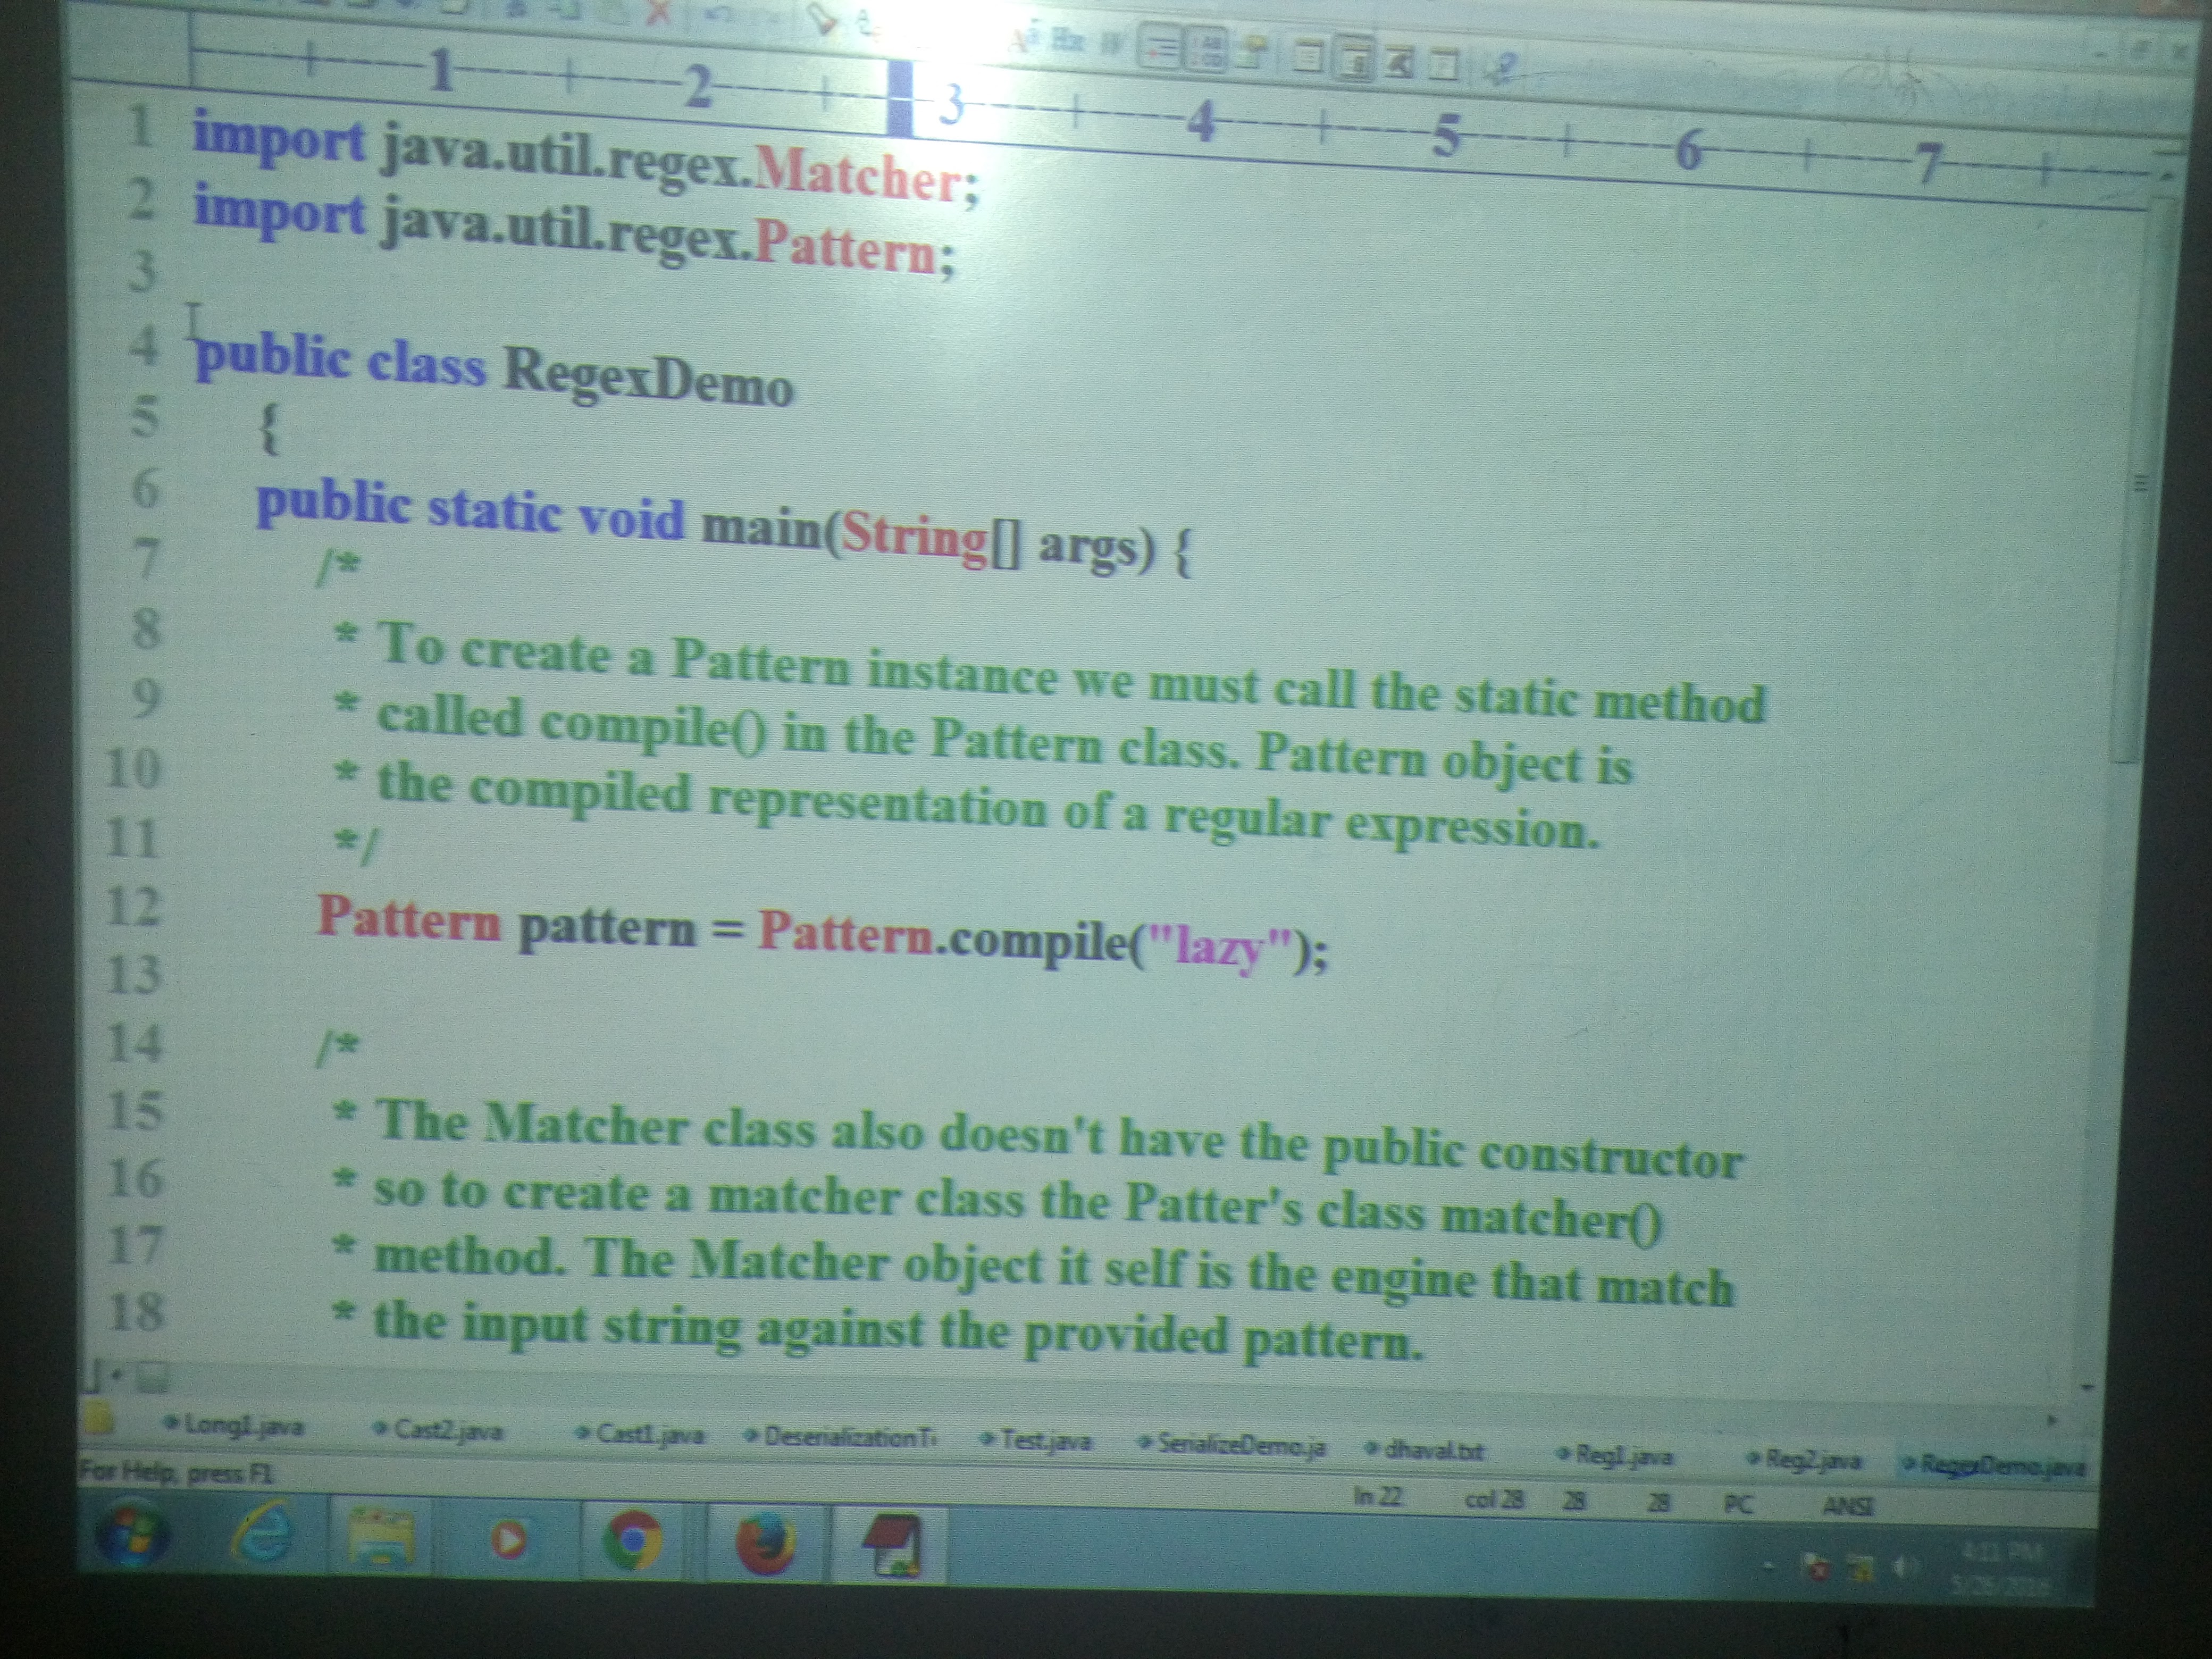 1 2 3 4 5 6 7
1 import java.util.regex.Matcher;
2 import java.util.regex.Pattern;
3
4 public class RegexDemo
5 {
6 public static void main(String[] args) {
7 /*
8 * To create a Pattern instance we must call the static method
9 * called compile() in the Pattern class. Pattern object is
10 * the compiled representation of a regular expression.
11 */
12 Pattern pattern = Pattern.compile("lazy");
13
14 /*
15 * The Matcher class also doesn't have the public constructor
16 * so to create a matcher class the Patter's class matcher()
17 * method. The Matcher object it self is the engine that match
18 * the input string against the provided pattern.
Long1.java Cast2.java Cast1.java DeserializationT Test.java SerializeDemo.ja dhaval.txt Reg1.java Reg2.java RegexDemo.java
For Help, press F1 ln 22 col 28 28 28 PC ANSI
4:11 PM